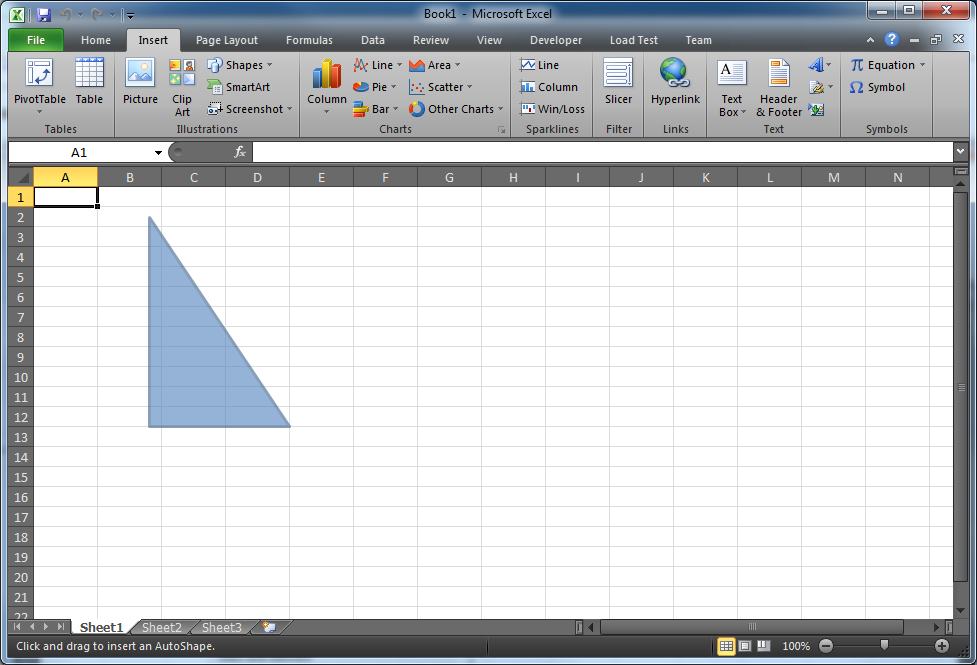 Book1 - Microsoft Excel
File Home Insert Page Layout Formulas Data Review View Developer Load Test Team
PivotTable Table Picture Clip Art Shapes SmartArt Screenshot Column Line Pie Bar Area Scatter Other Charts Line Column Win/Loss Slicer Hyperlink Text Box Header & Footer A Equation Symbol
Tables Illustrations Charts Sparklines Filter Links Text Symbols
A1 fx
A B C D E F G H I J K L M N
1
2
3
4
5
6
7
8
9
10
11
12
13
14
15
16
17
18
19
20
21
22
Sheet1 Sheet2 Sheet3
Click and drag to insert an AutoShape. 100%